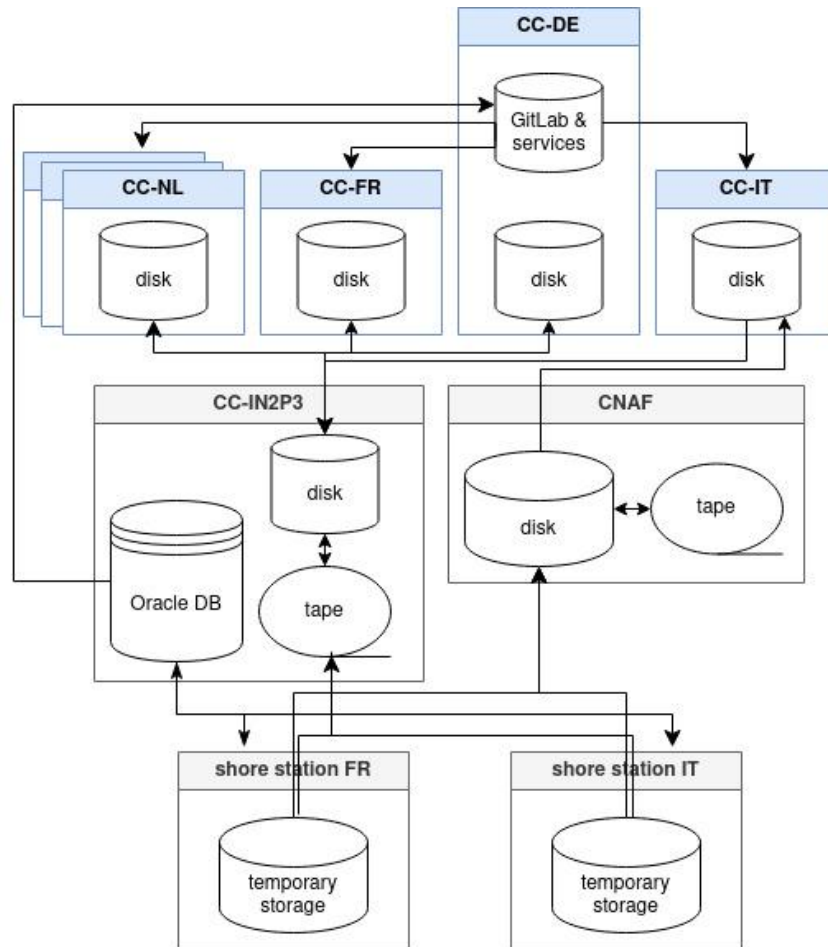 CC-DE
GitLab &
services
CC-NL
CC-FR
CC-IT
disk
disk
disk
disk
CC-IN2P3
CNAF
disk
disk
tape
Oracle DB
tape
shore station FR
shore station IT
temporary
storage
temporary
storage